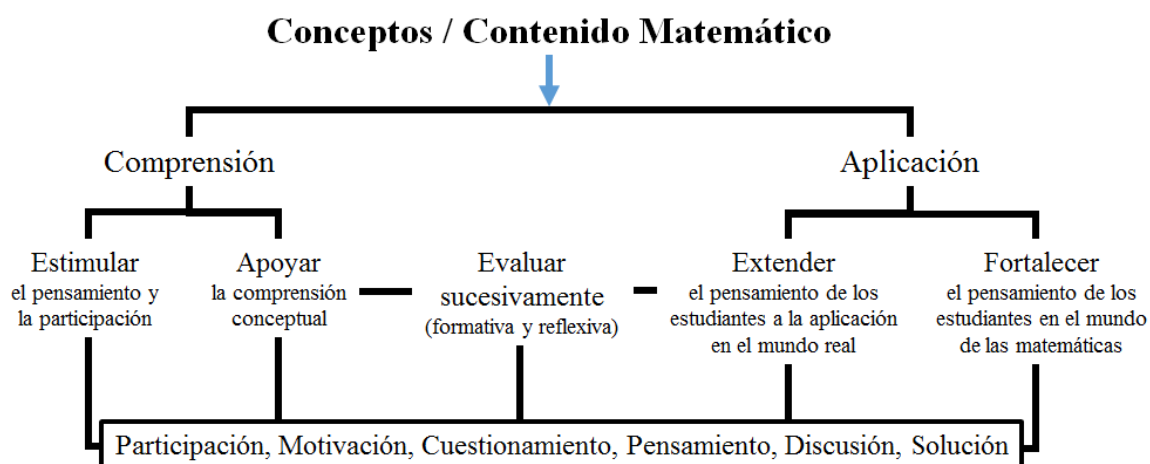 Conceptos / Contenido Matemático
Comprensión
Aplicación
Estimular
el pensamiento y
la participación
Apoyar
la comprensión
conceptual
Evaluar
sucesivamente
(formativa y reflexiva)
Extender
el pensamiento de los
estudiantes a la aplicación
en el mundo real
Fortalecer
el pensamiento de los
estudiantes en el mundo
de las matemáticas
Participación, Motivación, Cuestionamiento, Pensamiento, Discusión, Solución